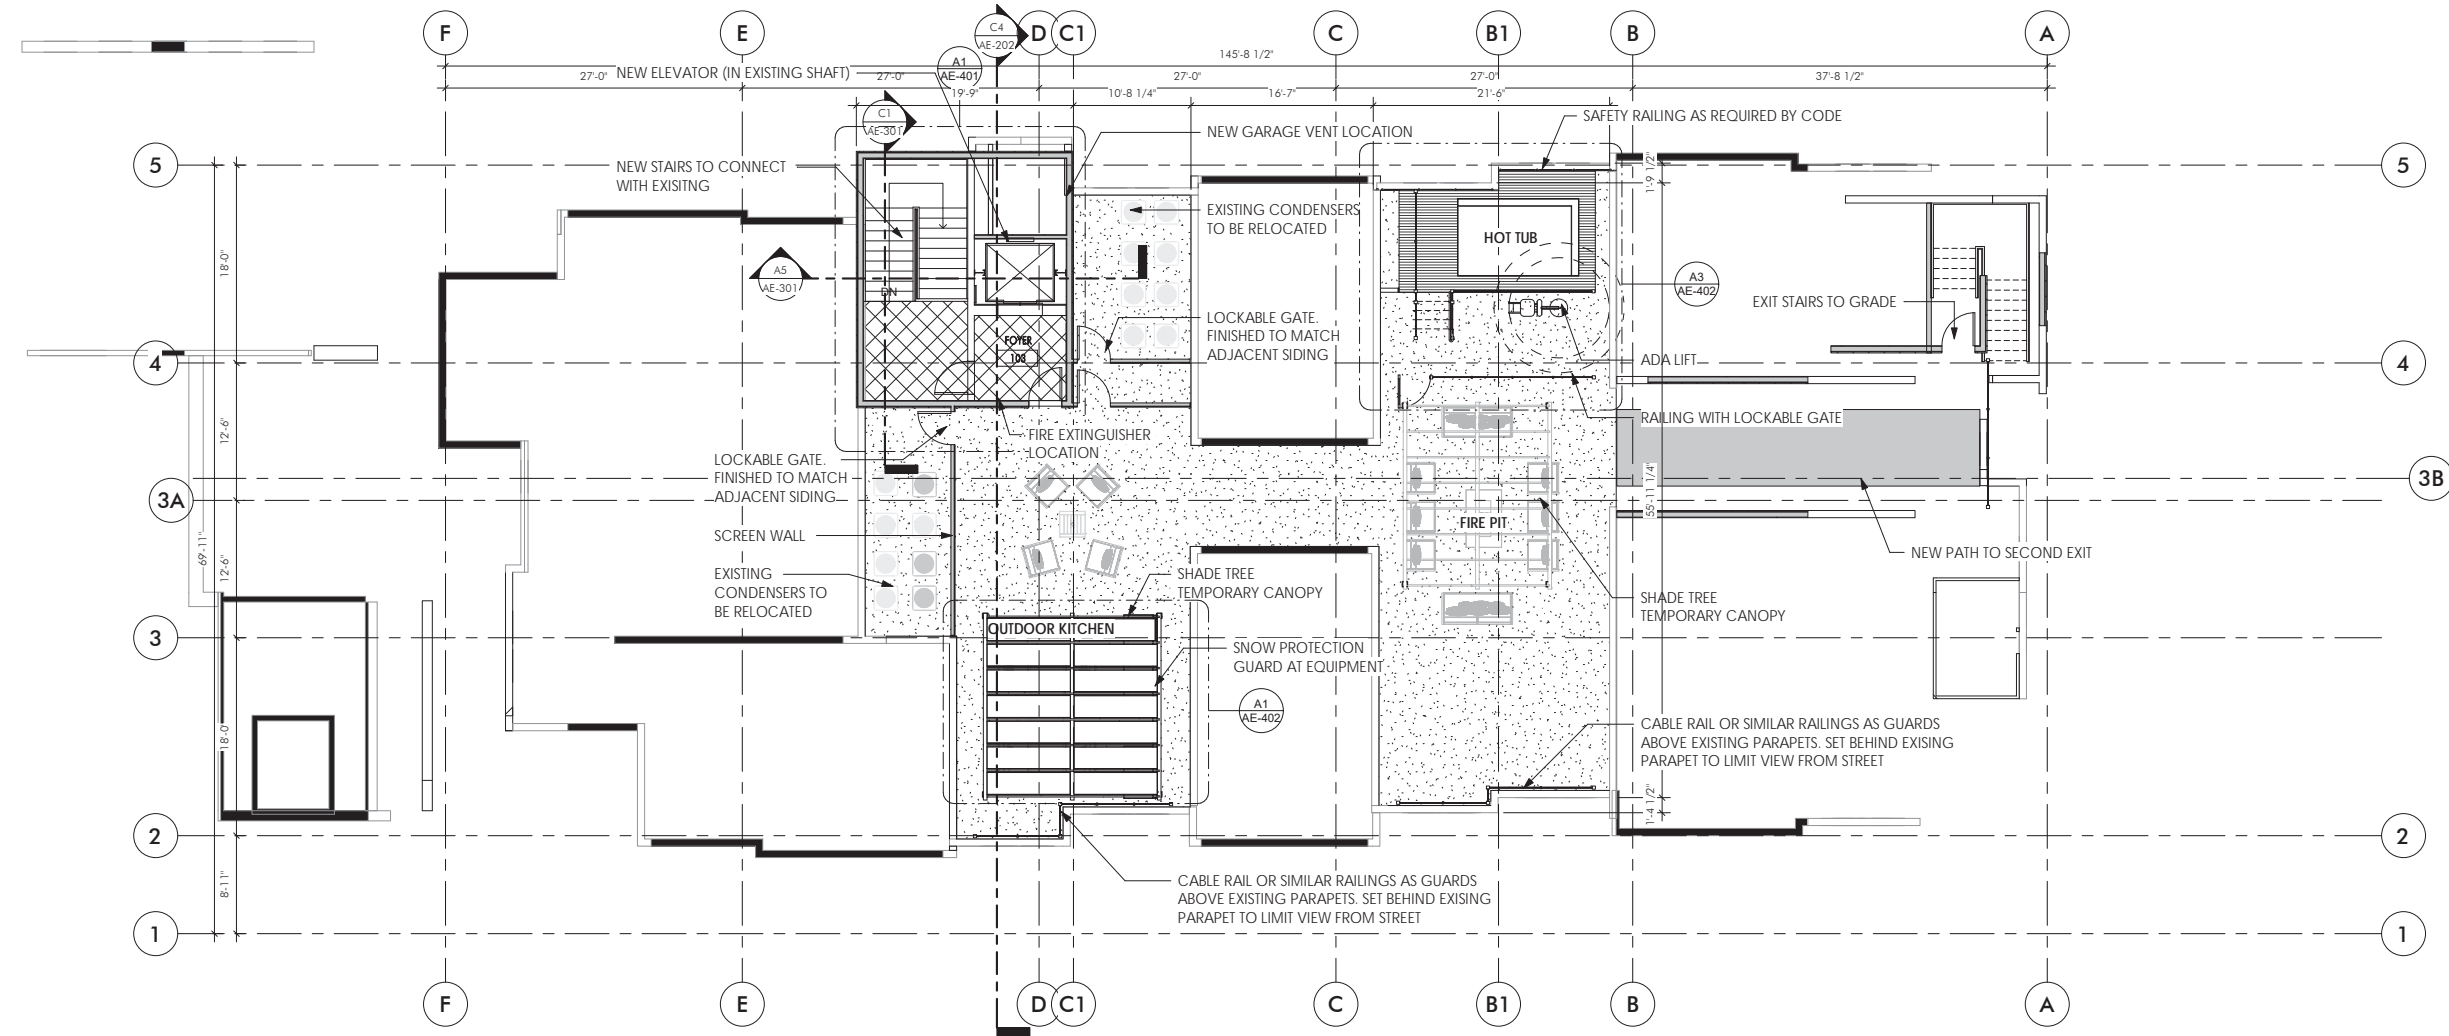 F
E
C4
AE-202
D
C1
C
B1
B
A
145'-8 1/2"
27'-0"
NEW ELEVATOR (IN EXISTING SHAFT)
27'-0"
A1
AE-401
27'-0"
27'-0"
37'-8 1/2"
19'-9"
10'-8 1/4"
16'-7"
21'-6"
C1
AE-301
SAFETY RAILING AS REQUIRED BY CODE
NEW GARAGE VENT LOCATION
5
NEW STAIRS TO CONNECT
WITH EXISITNG
1'-9 1/2"
5
EXISTING CONDENSERS
TO BE RELOCATED
HOT TUB
18'-0"
A5
AE-301
DN
A3
AE-402
EXIT STAIRS TO GRADE
LOCKABLE GATE.
FINISHED TO MATCH
ADJACENT SIDING
FOYER
103
4
ADA LIFT
4
RAILING WITH LOCKABLE GATE
12'-6"
FIRE EXTINGUISHER
LOCATION
LOCKABLE GATE.
FINISHED TO MATCH
ADJACENT SIDING
3A
55'-11 1/4"
3B
69'-11"
SCREEN WALL
FIRE PIT
NEW PATH TO SECOND EXIT
12'-6"
EXISTING
CONDENSERS TO
BE RELOCATED
SHADE TREE
TEMPORARY CANOPY
SHADE TREE
TEMPORARY CANOPY
3
OUTDOOR KITCHEN
3
SNOW PROTECTION
GUARD AT EQUIPMENT
A1
AE-402
18'-0"
CABLE RAIL OR SIMILAR RAILINGS AS GUARDS
ABOVE EXISTING PARAPETS. SET BEHIND EXISING
PARAPET TO LIMIT VIEW FROM STREET
1'-4 1/2"
2
2
8'-11"
CABLE RAIL OR SIMILAR RAILINGS AS GUARDS
ABOVE EXISTING PARAPETS. SET BEHIND EXISING
PARAPET TO LIMIT VIEW FROM STREET
1
1
F
E
D
C1
C
B1
B
A